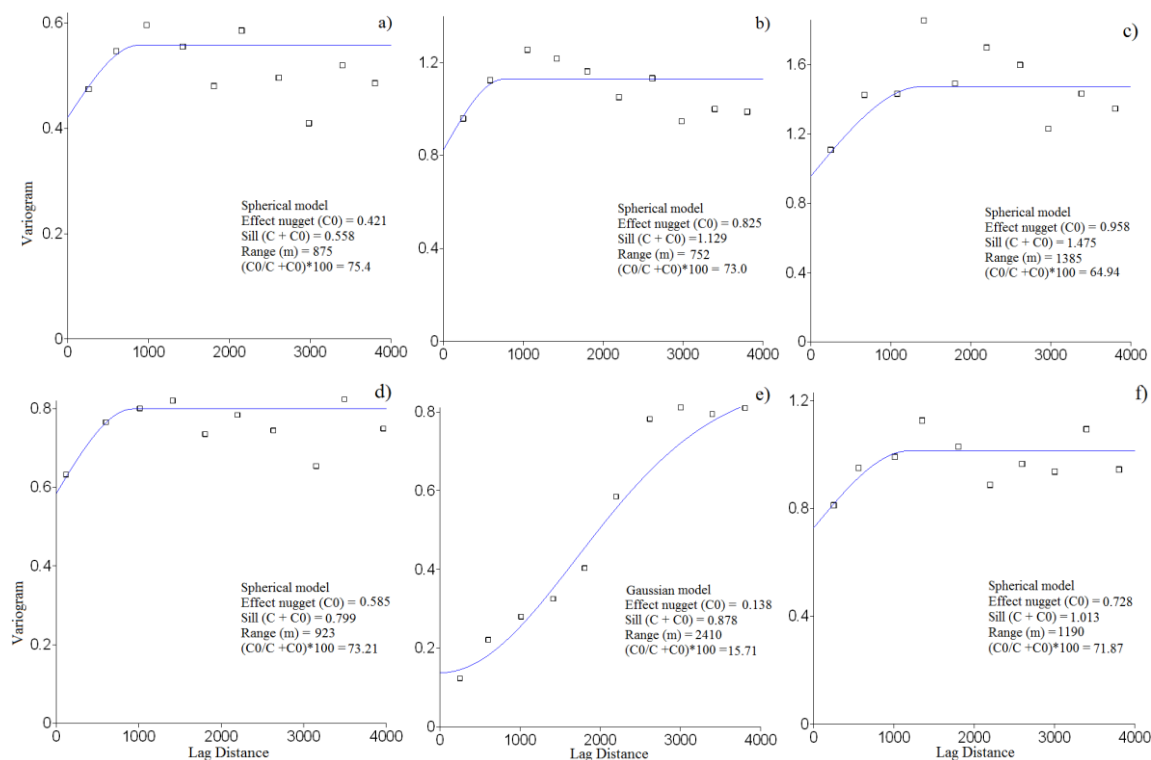 a)
0.6
0.4
0.2
0
Variogram
Spherical model
Effect nugget (C0) = 0.421
Sill (C + C0) = 0.558
Range (m) = 875
(C0/C +C0)*100 = 75.4
0 1000 2000 3000 4000
b)
1.2
0.8
0.4
0
Spherical model
Effect nugget (C0) = 0.825
Sill (C + C0) =1.129
Range (m) = 752
(C0/C +C0)*100 = 73.0
0 1000 2000 3000 4000
c)
1.6
1.2
0.8
0.4
0
Spherical model
Effect nugget (C0) = 0.958
Sill (C + C0) = 1.475
Range (m) = 1385
(C0/C +C0)*100 = 64.94
0 1000 2000 3000 4000
d)
0.8
0.6
0.4
0.2
0
Variogram
Spherical model
Effect nugget (C0) = 0.585
Sill (C + C0) = 0.799
Range (m) = 923
(C0/C +C0)*100 = 73.21
0 1000 2000 3000 4000
Lag Distance
e)
0.8
0.6
0.4
0.2
0
Gaussian model
Effect nugget (C0) = 0.138
Sill (C + C0) = 0.878
Range (m) = 2410
(C0/C +C0)*100 =15.71
0 1000 2000 3000 4000
Lag Distance
f)
1.2
0.8
0.4
0
Spherical model
Effect nugget (C0) = 0.728
Sill (C + C0) = 1.013
Range (m) = 1190
(C0/C +C0)*100 = 71.87
0 1000 2000 3000 4000
Lag Distance